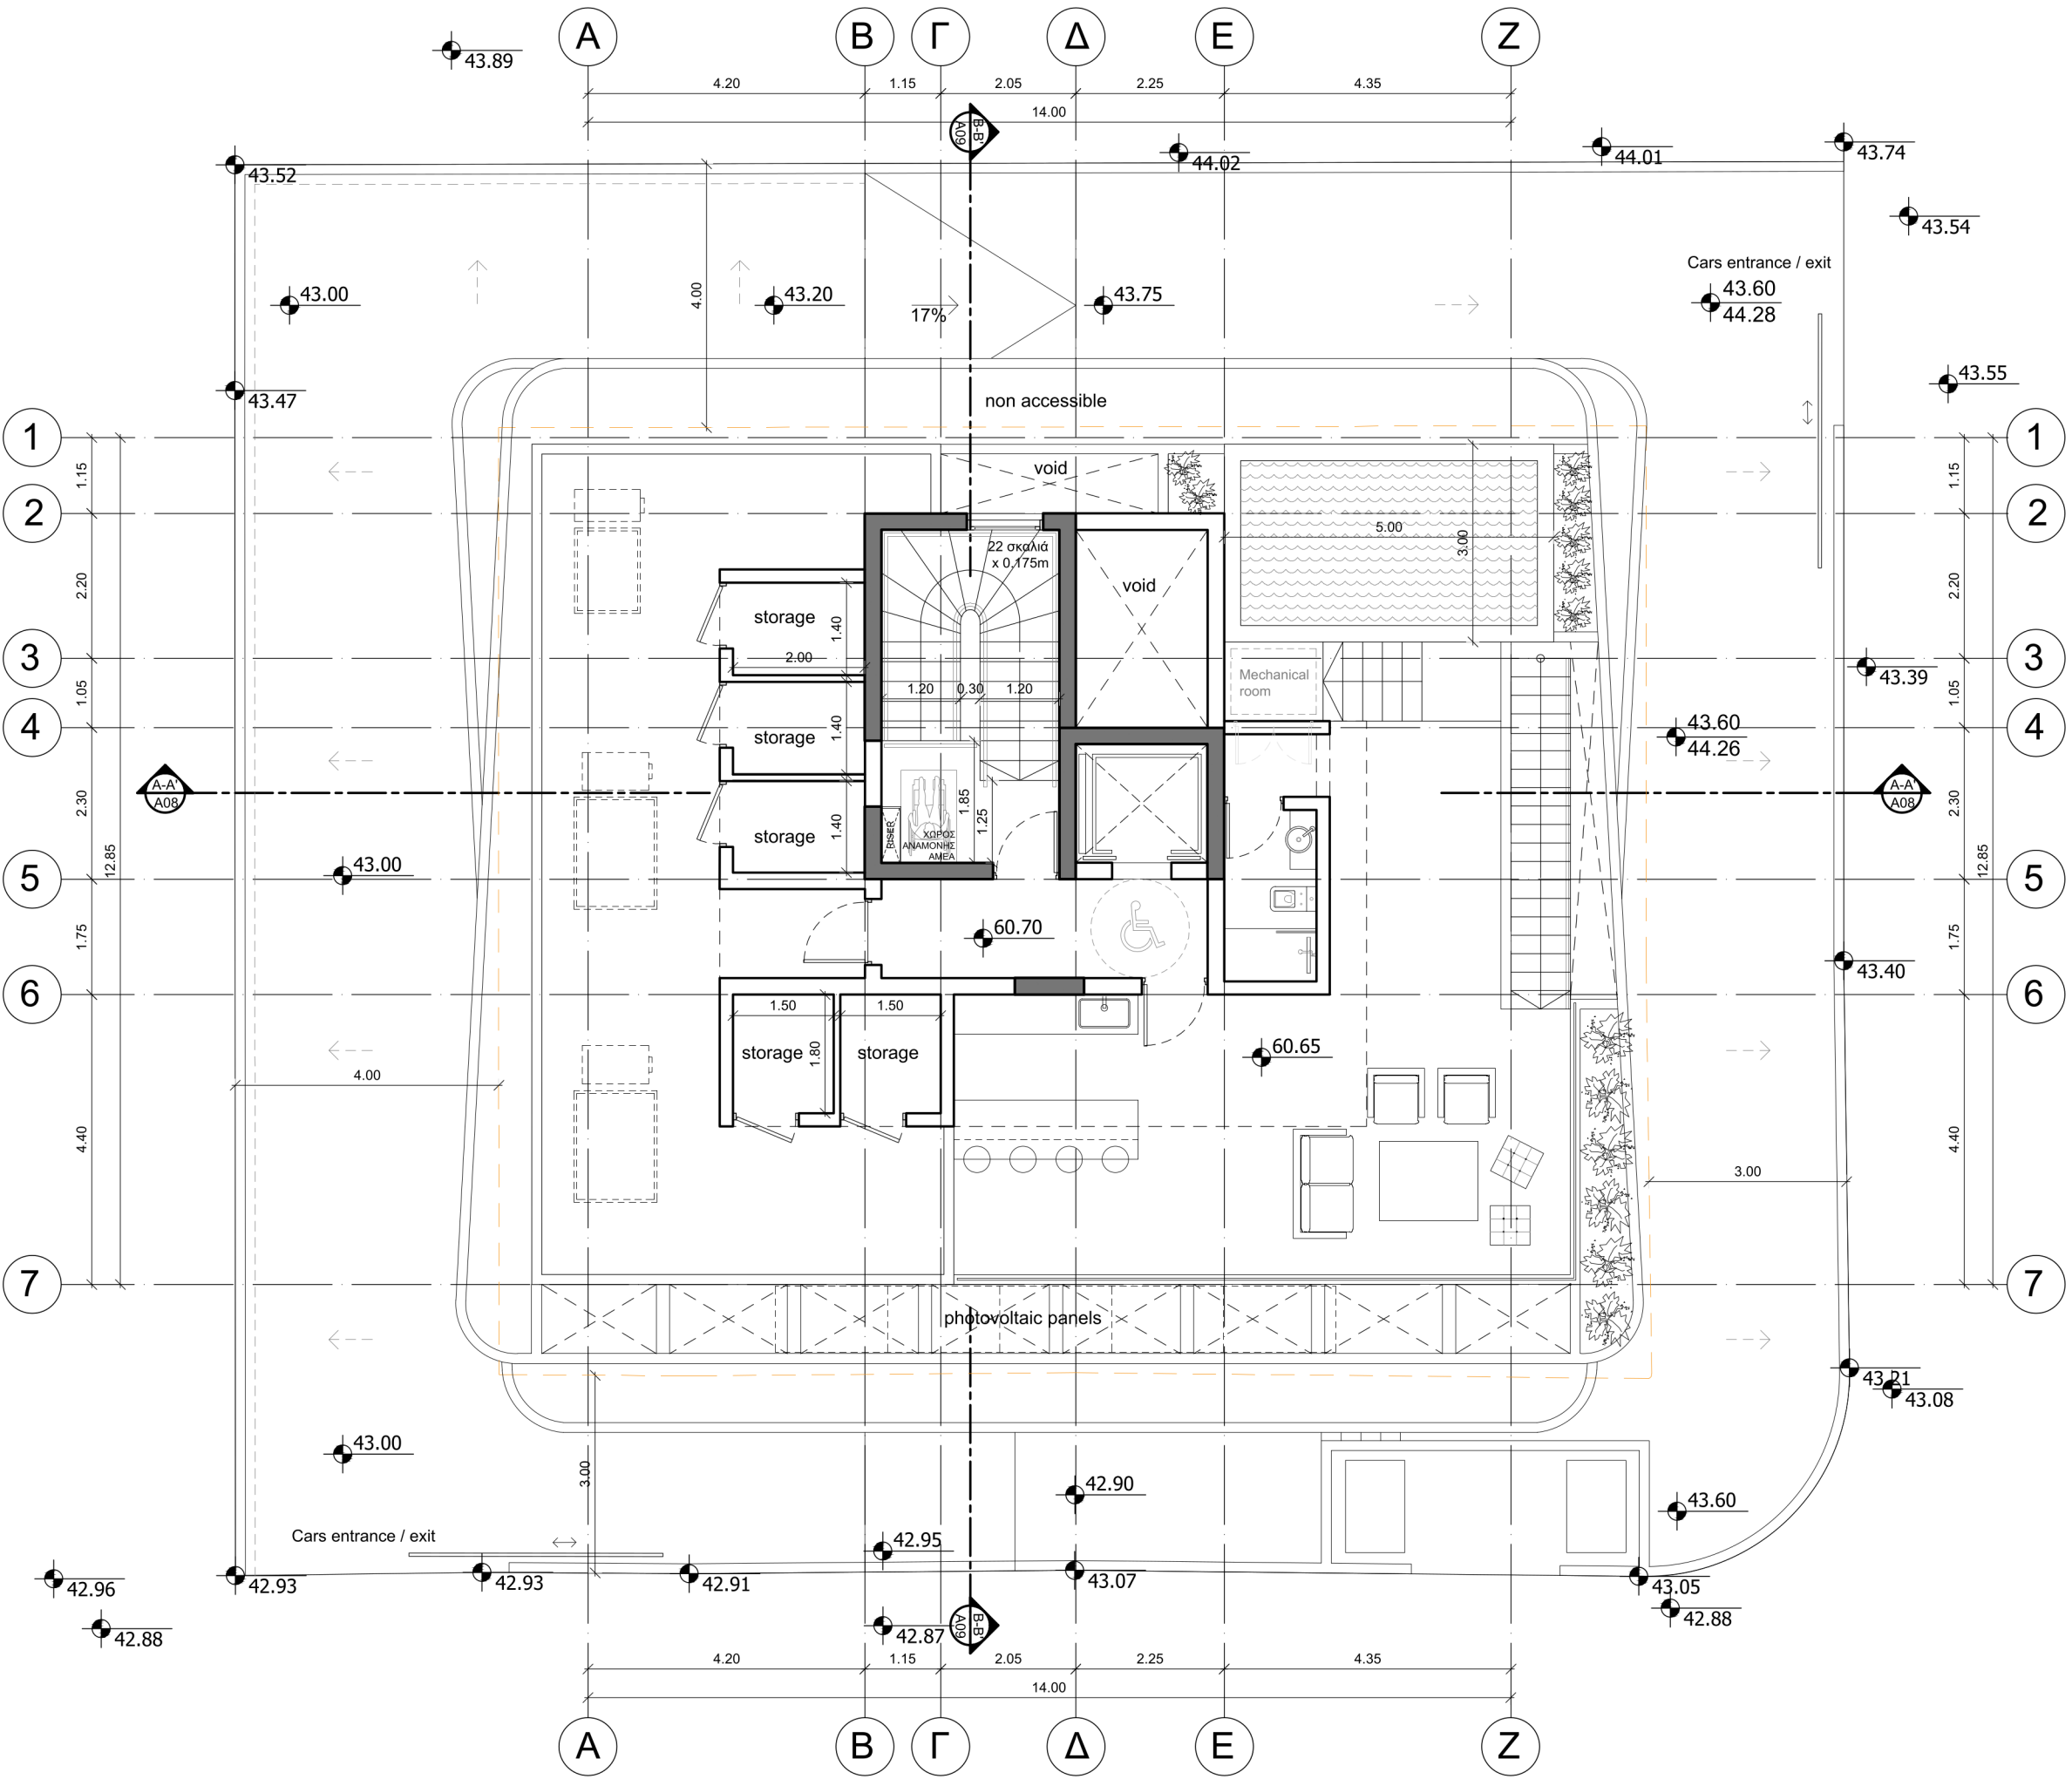 Α Β Γ Δ Ε Ζ
43.89
4.20 1.15 2.05 2.25 4.35
14.00
B-B'
A09
43.52 44.02 44.01 43.74
43.54
Cars entrance / exit
43.00 43.20 4.00 43.75 43.60
17% 44.28
43.47 non accessible 43.55
1 1
void
1.15 1.15
2 2
5.00
3.00
22 σκαλιά
x 0.175m
2.20 void 2.20
storage 1.40
3 2.00 3
43.39
Mechanical
room
1.05 1.20 0.30 1.20 1.05
4 storage 1.40 43.60 4
44.26
A-A' A-A'
A08 A08
2.30 1.85 1.25 2.30
storage 1.40 RISER
ΧΩΡΟΣ
ΑΝΑΜΟΝΗΣ
ΑΜΕΑ
12.85 12.85
43.00
5 5
60.70
1.75 1.75
43.40
6 6
1.50 1.50
storage 1.80 storage 60.65
4.00
4.40 4.40
3.00
7 7
photovoltaic panels
43.21
43.08
43.00
3.00
42.90
43.60
Cars entrance / exit
42.95
42.96 42.93 42.93 42.91 43.07 43.05
42.88 42.87 42.88
B-B'
A09
4.20 1.15 2.05 2.25 4.35
14.00
Α Β Γ Δ Ε Ζ